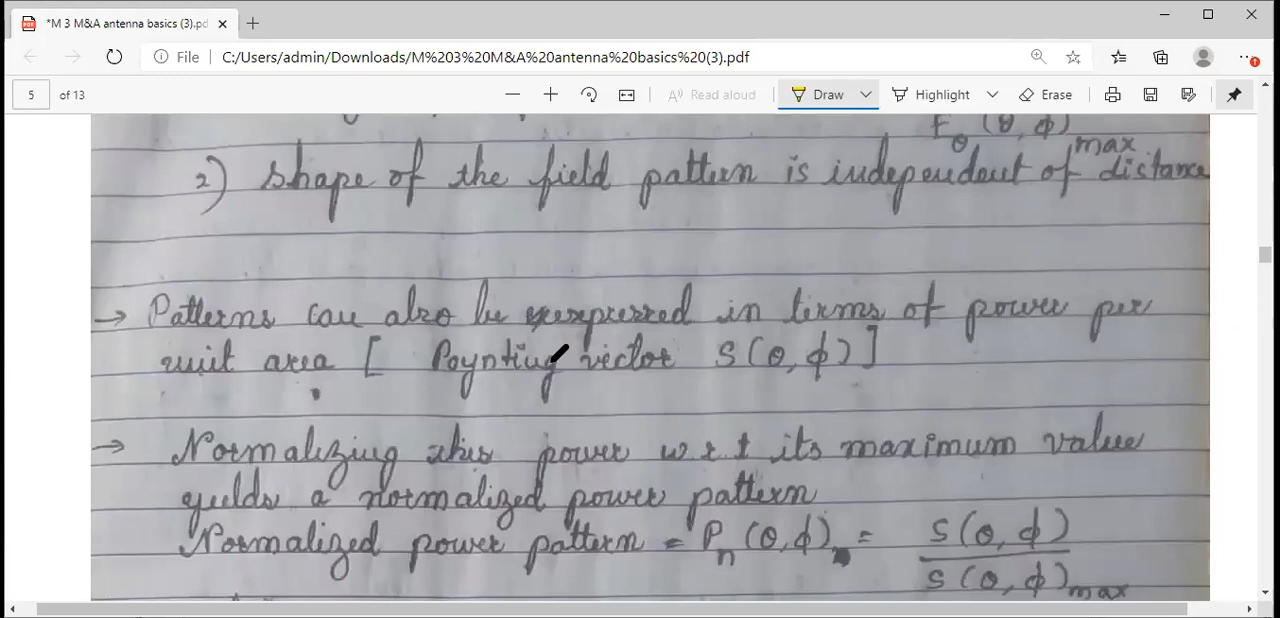 *M 3 M&A antenna basics (3).pd
File C:/Users/admin/Downloads/M%203%20M&A%20antenna%20basics%20(3).pdf
5 of 13 Read aloud Draw Highlight Erase
E θ (θ, φ) max
2) shape of the field pattern is independent of distance
→ Patterns can also be expressed in terms of power per
unit area [ Poynting vector S(θ, φ) ]
→ Normalizing this power w r t its maximum value
yields a normalized power pattern
Normalized power pattern = Pn (θ, φ) = S(θ, φ)
S(θ, φ) max